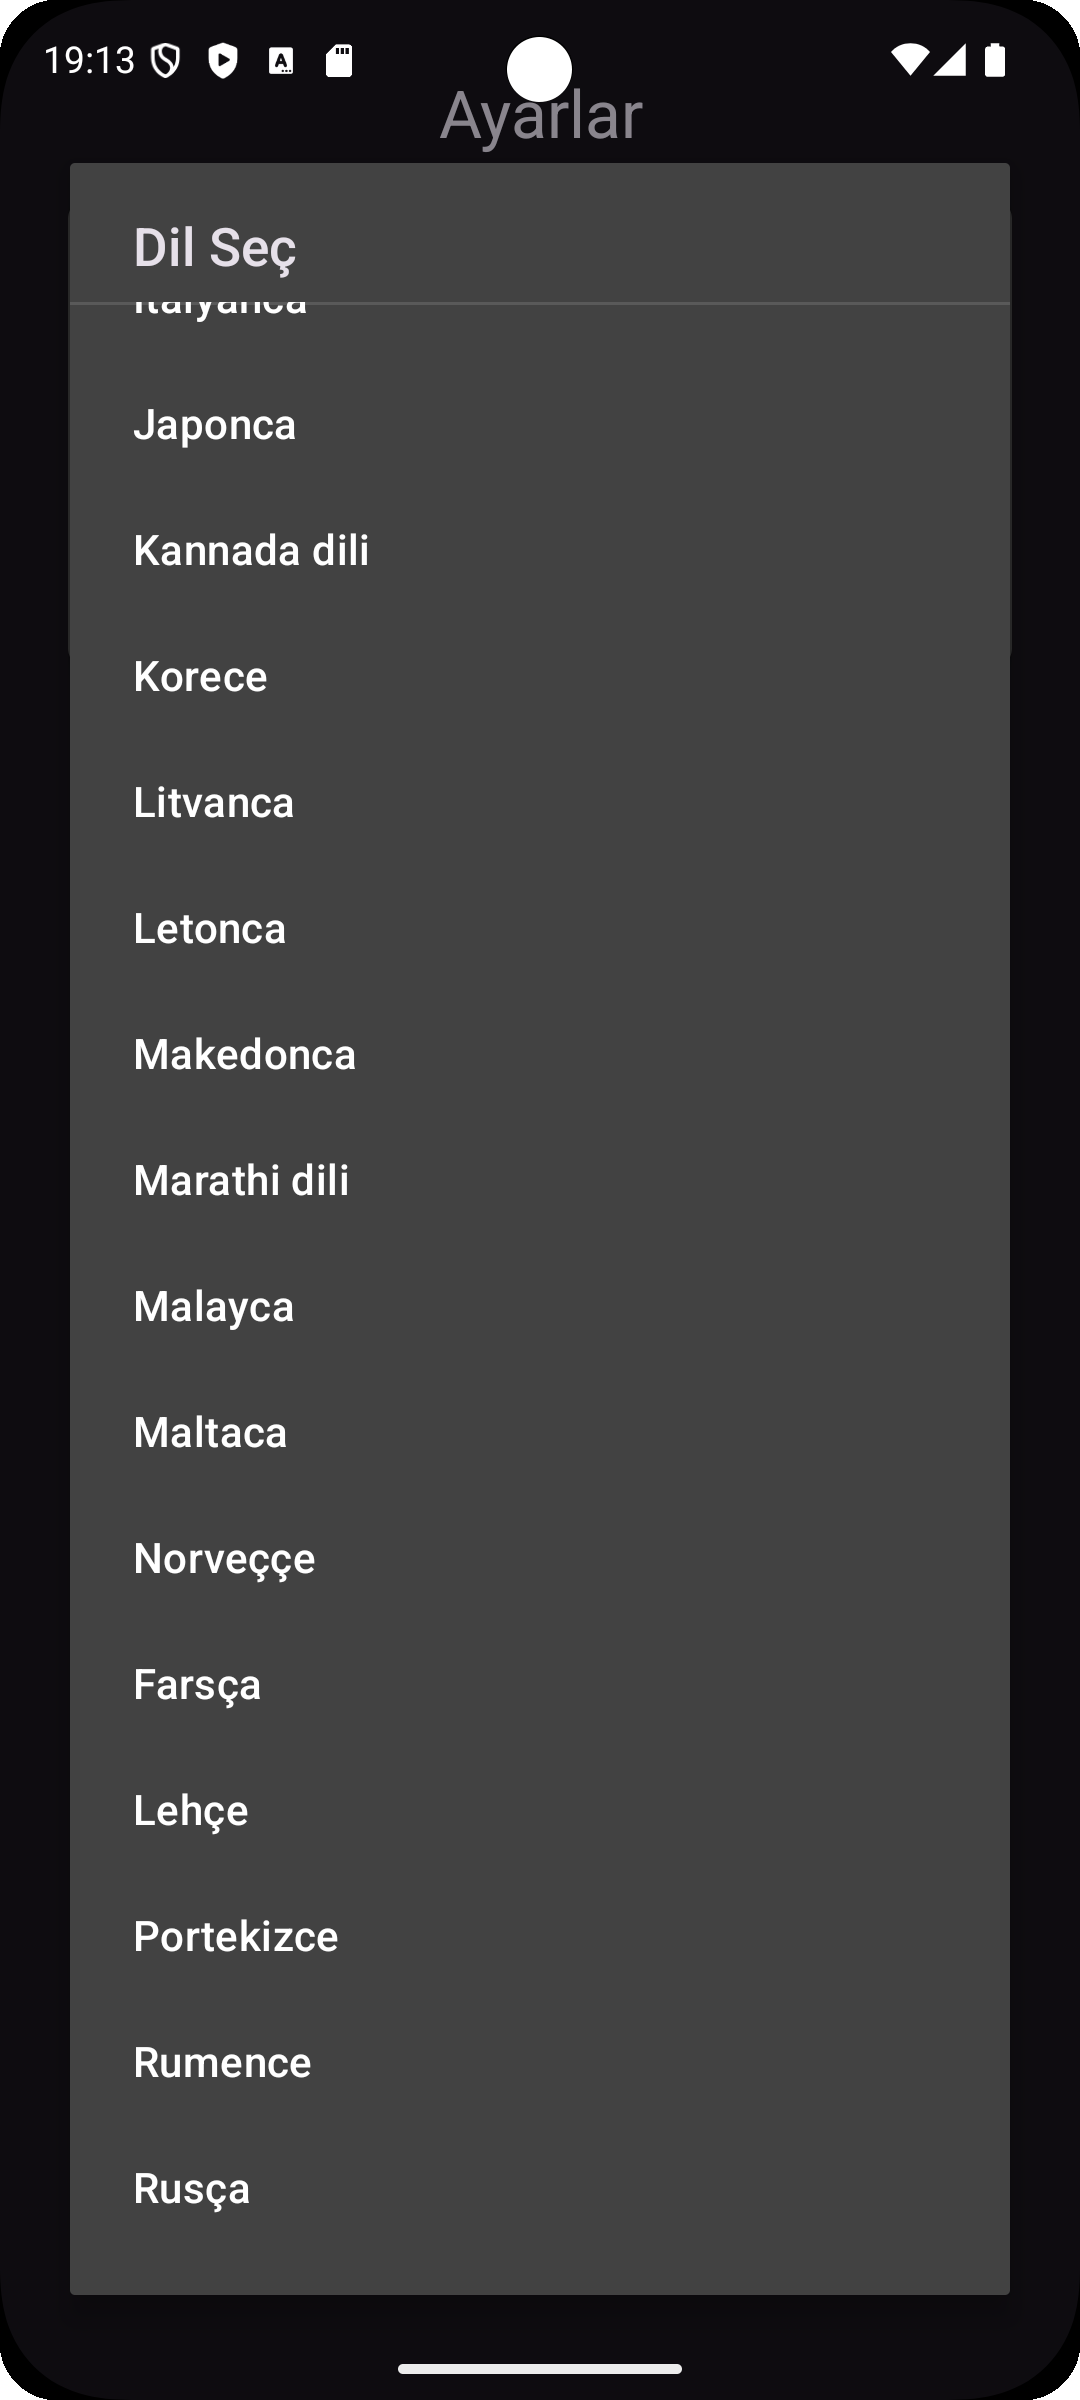 19:13
Ayarlar
Dil Seç
İtalyanca
Japonca
Kannada dili
Korece
Litvanca
Letonca
Makedonca
Marathi dili
Malayca
Maltaca
Norveççe
Farsça
Lehçe
Portekizce
Rumence
Rusça